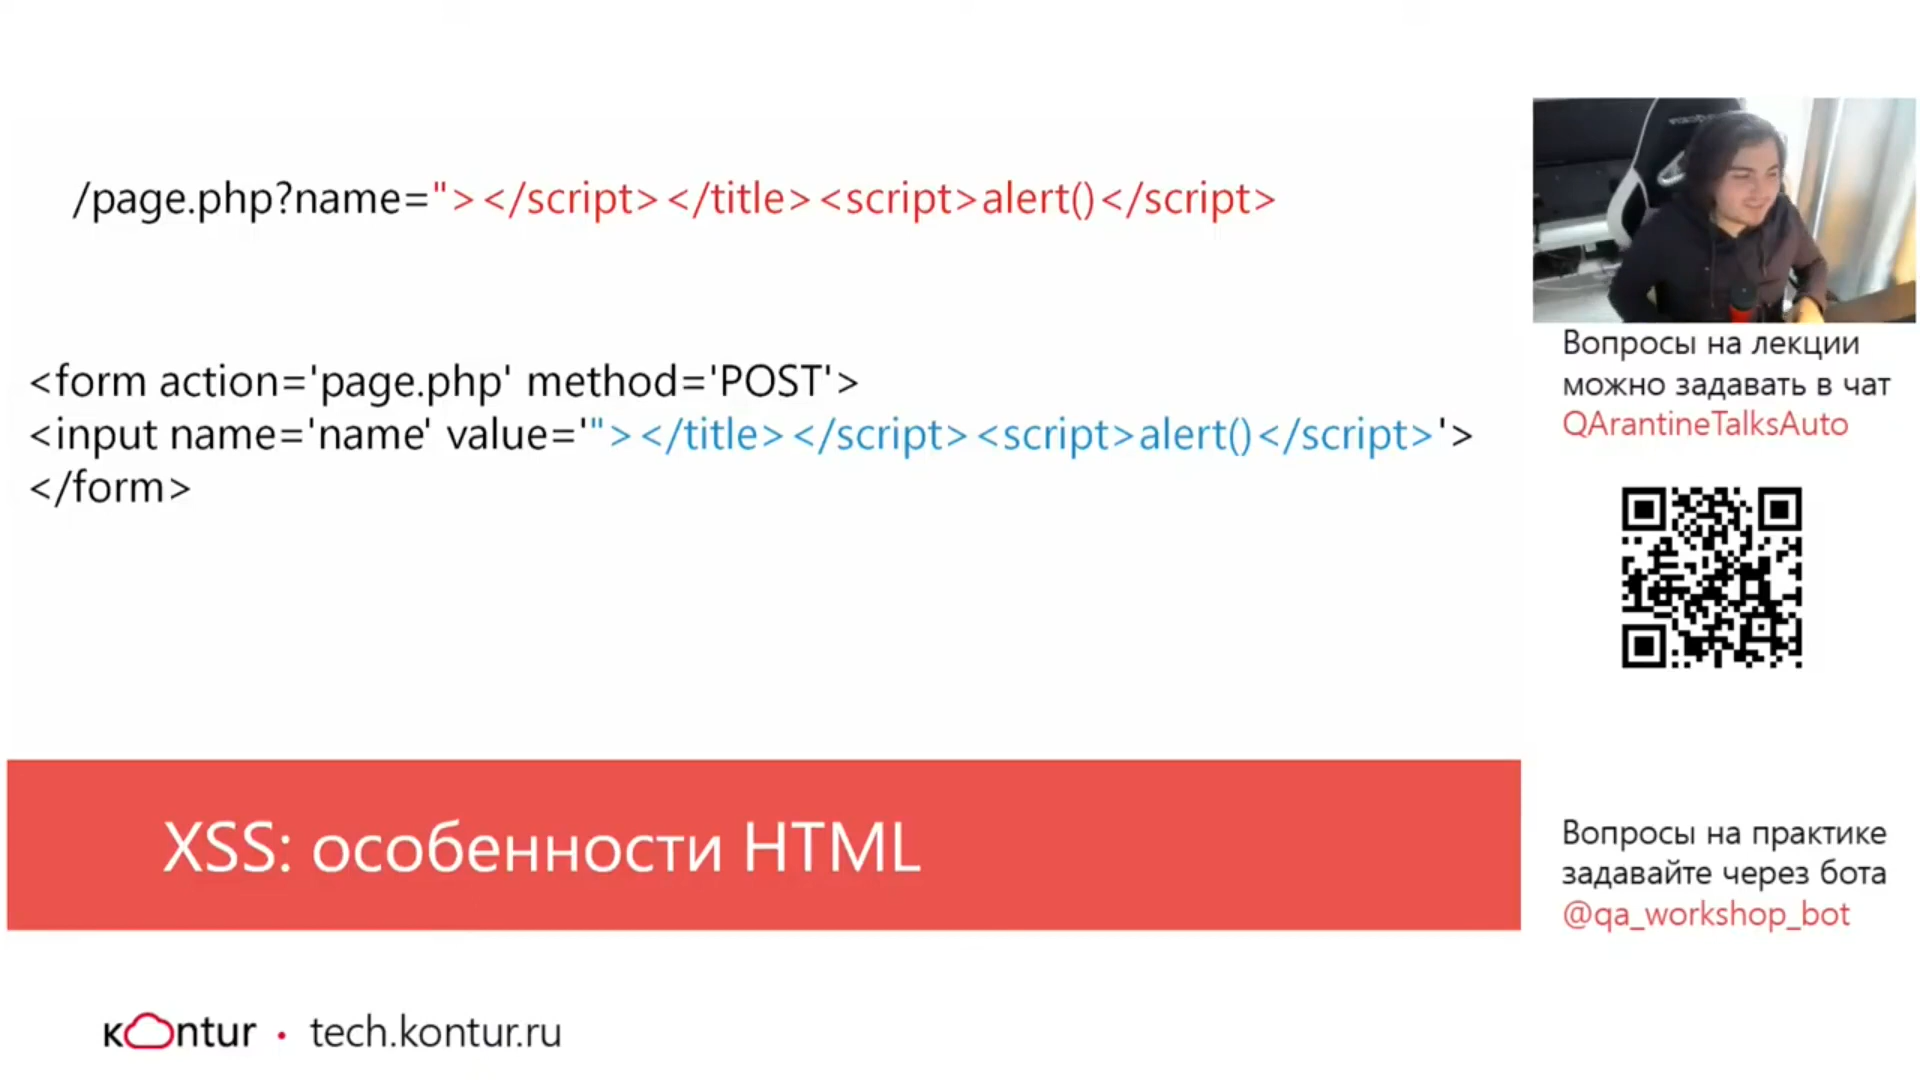 /page.php?name="></script></title><script>alert()</script>
<form action='page.php' method='POST'>
<input name='name' value='"></title></script><script>alert()</script>'>
</form>
XSS: особенности HTML
Вопросы на лекции
можно задавать в чат
QArantineTalksAuto
Вопросы на практике
задавайте через бота
@qa_workshop_bot
кontur • tech.kontur.ru